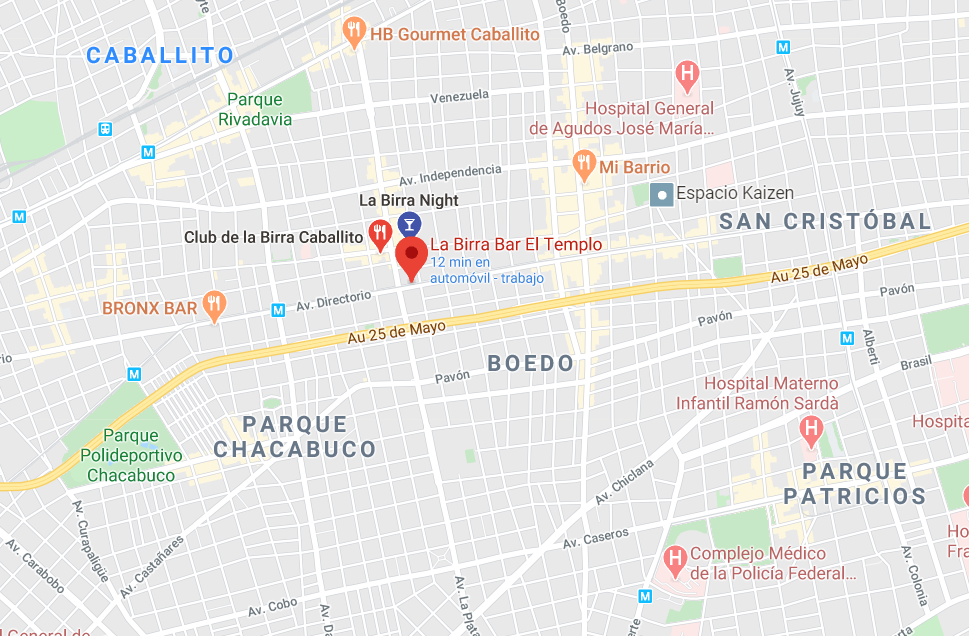 Boedo
HB Gourmet Caballito
Av. Belgrano
M
CABALLITO
Av. Jujuy
H
Parque
Rivadavia
Venezuela
Hospital General
de Agudos José María...
M
Av. Independencia
Mi Barrio
Espacio Kaizen
La Birra Night
M
SAN CRISTÓBAL
Club de la Birra Caballito
La Birra Bar El Templo
12 min en
automóvil - trabajo
Au 25 de Mayo
Pavón
Av. Directorio
BRONX BAR
M
Pavón
Au 25 de Mayo
M
Alberti
BOEDO
Brasil
M
Pavón
Hospital Materno
Infantil Ramón Sardà
PARQUE
CHACABUCO
H
Hospita
Parque
Polideportivo
Chacabuco
PARQUE
PATRICIOS
Av. Chiclana
Av. Curapaligüe
Av. Caseros
Ho
Fra
Av. Carabobo
Av. Castañares
H
Complejo Médico
de la Policía Federal...
Av. Colonia
Av. Cobo
Av. La Plata
M
l General de